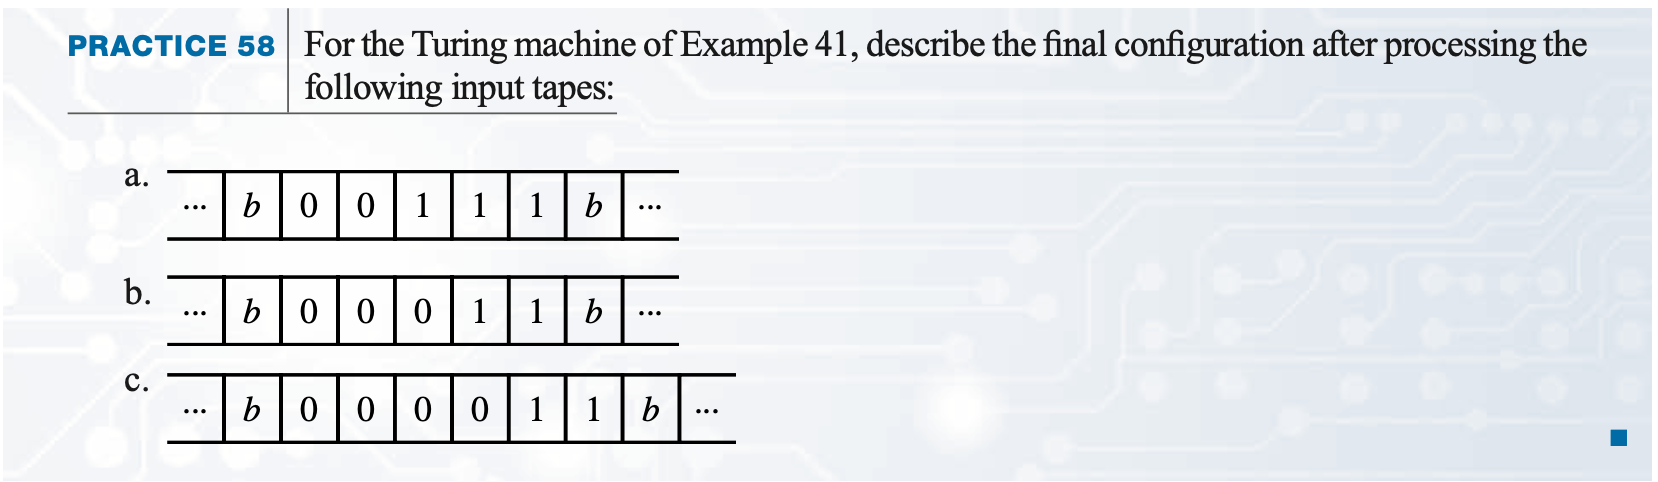 PRACTICE 58 For the Turing machine of Example 41, describe the final configuration after processing the
following input tapes:
a. ... b 0 0 1 1 1 b ...
b. ... b 0 0 0 1 1 b ...
c. ... b 0 0 0 0 1 1 b ...